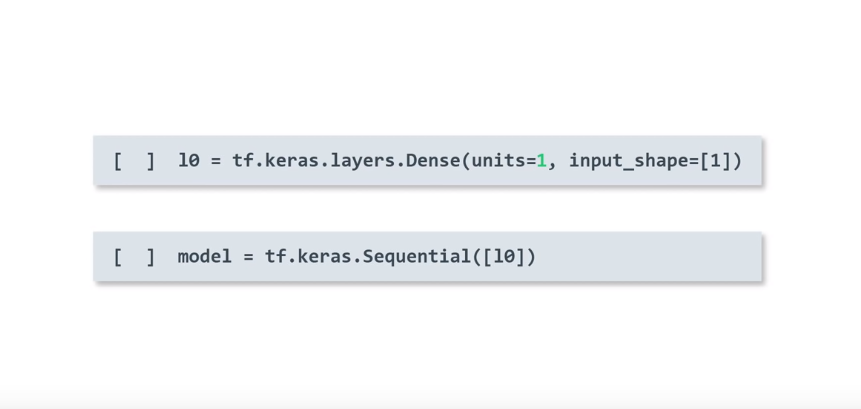 [ ] l0 = tf.keras.layers.Dense(units=1, input_shape=[1])
[ ] model = tf.keras.Sequential([l0])